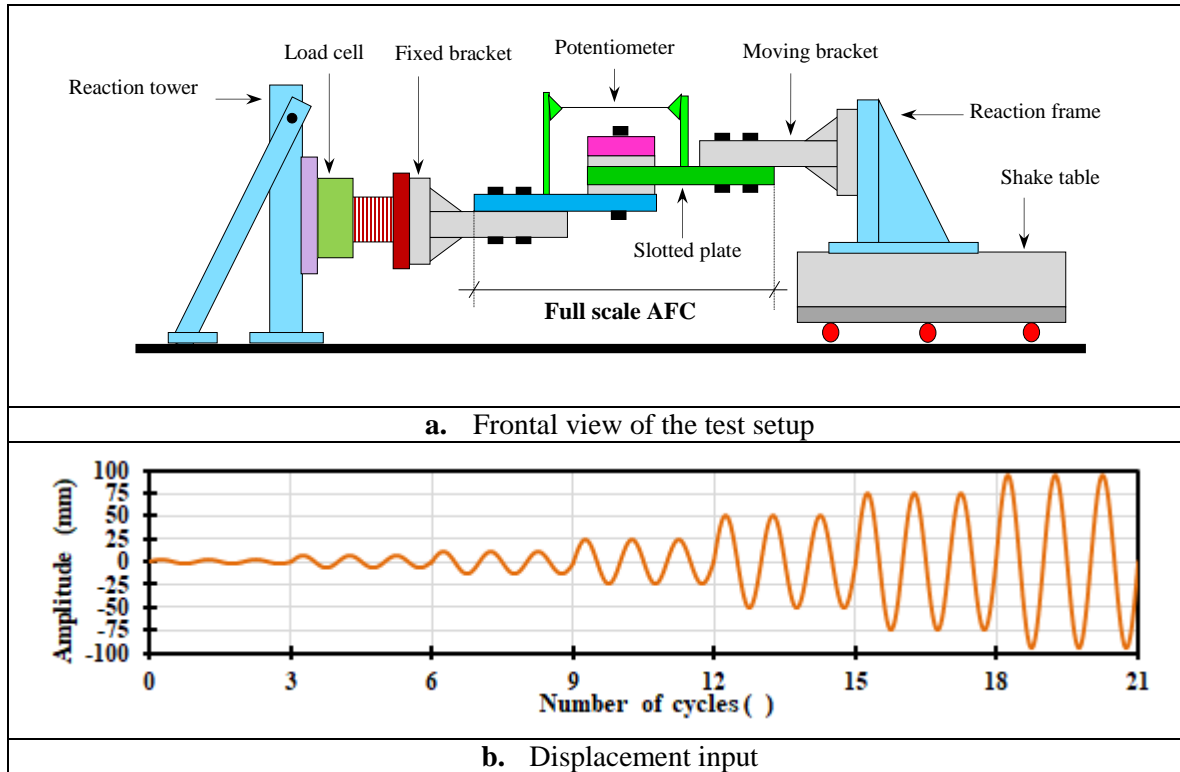 Potentiometer
Load cell
Fixed bracket
Moving bracket
Reaction tower
Reaction frame
Shake table
Slotted plate
Full scale AFC
a. Frontal view of the test setup
Amplitude (mm)
100
75
50
25
0
-25
-50
-75
-100
0 3 6 9 12 15 18 21
Number of cycles ( )
b. Displacement input